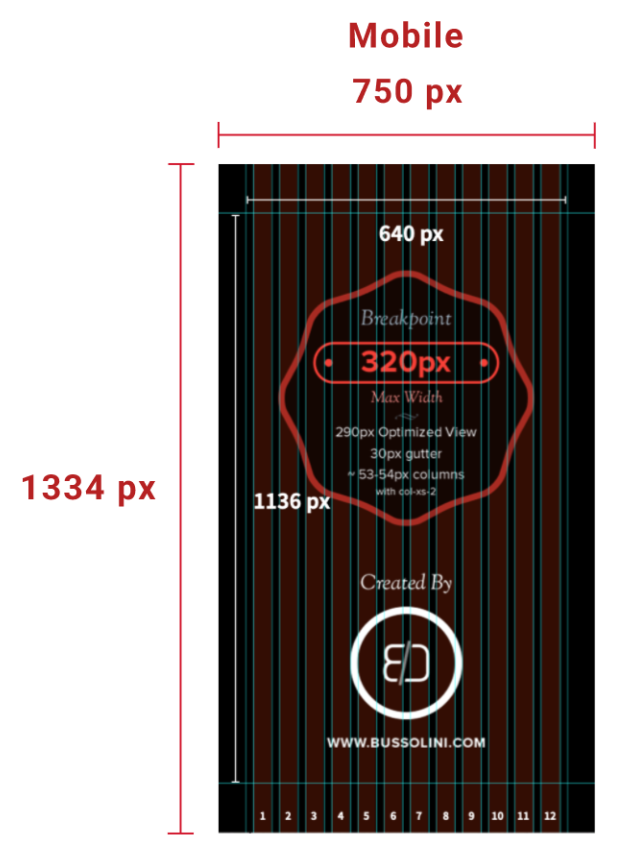 Mobile
750 px
640 px
Breakpoint
320px
Max Width
290px Optimized View
30px gutter
~ 53-54px columns
with col-xs-2
1334 px
1136 px
Created By
WWW.BUSSOLINI.COM
1 2 3 4 5 6 7 8 9 10 11 12